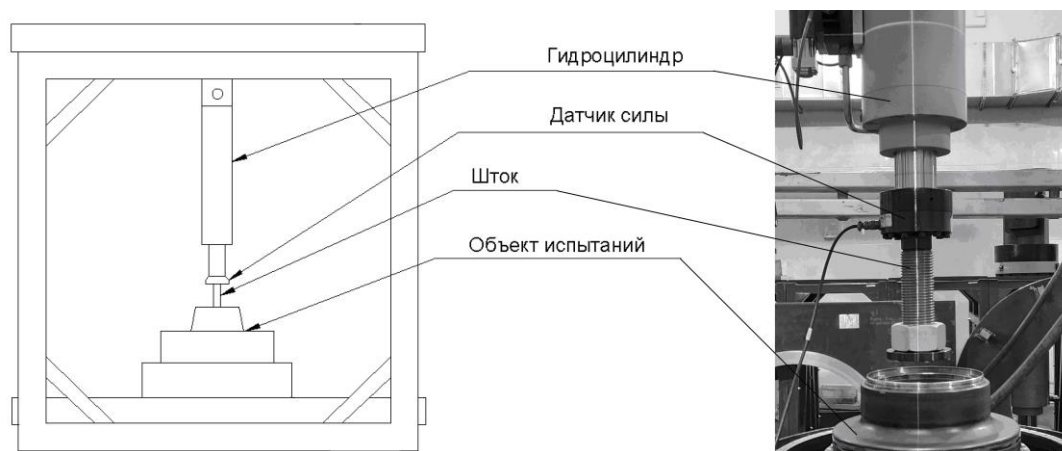 Гидроцилиндр
Датчик силы
Шток
Объект испытаний